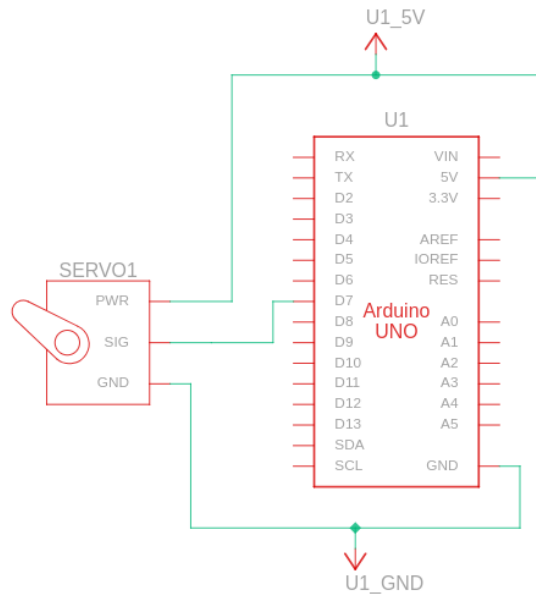 U1_5V
U1
RX VIN
TX 5V
D2 3.3V
D3
D4 AREF
D5 IOREF
D6 RES
SERVO1
PWR
D7
Arduino
UNO
D8 A0
SIG
D9 A1
D10 A2
GND
D11 A3
D12 A4
D13 A5
SDA
SCL GND
U1_GND